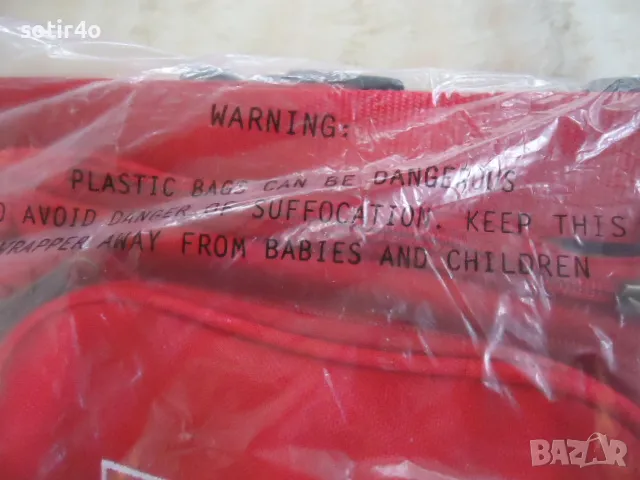 sotir4o
WARNING:
PLASTIC BAGS CAN BE DANGEROUS
O AVOID DANGER OF SUFFOCATION. KEEP THIS
WRAPPER AWAY FROM BABIES AND CHILDREN
BAZAR